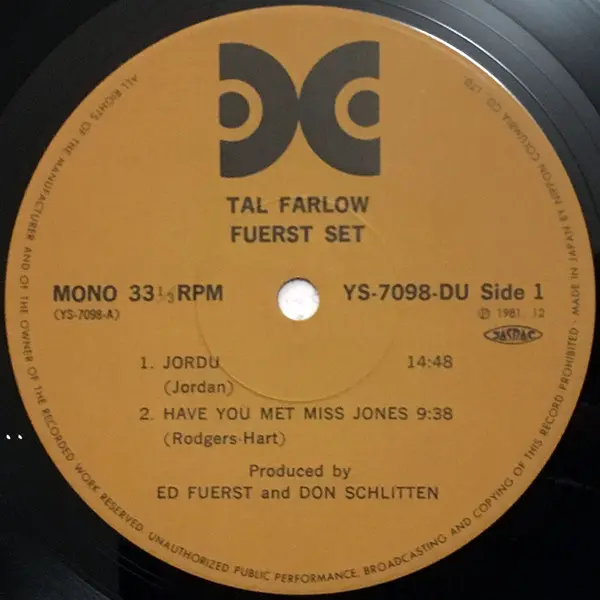 TAL FARLOW
FUERST SET
MONO 33 1/3 RPM
(YS-7098-A)
YS-7098-DU Side 1
Ⓟ 1981. 12
JASRAC
1. JORDU 14:48
(Jordan)
2. HAVE YOU MET MISS JONES 9:38
(Rodgers-Hart)
Produced by
ED FUERST and DON SCHLITTEN
ALL RIGHTS OF THE MANUFACTURER AND OF THE OWNER OF THE RECORDED WORK RESERVED. UNAUTHORIZED PUBLIC PERFORMANCE, BROADCASTING AND COPYING OF THIS RECORD PROHIBITED · MADE IN JAPAN BY NIPPON COLUMBIA CO. LTD.